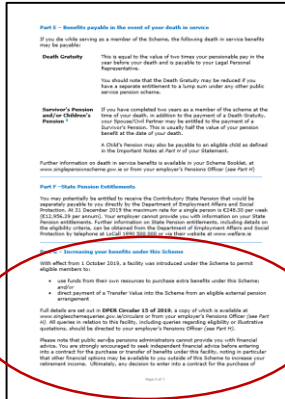 Part E – Benefits payable in the event of your death in service
If you die while serving as a member of the Scheme, the following death in service benefits
may be payable:
Death Gratuity
This is equal to the value of two times your pensionable pay in the
year before your death and is payable to your Legal Personal
Representative.
You should note that the Death Gratuity may be reduced if you
have a separate entitlement to a lump sum under any other public
service pension scheme.
Survivor's Pension
and/or Children's
Pension *
If you have completed two years as a member of the scheme at the
time of your death, in addition to the payment of a Death Gratuity,
your Spouse/Civil Partner may be entitled to the payment of a
Survivor's Pension. This is usually half the value of your pension
benefit at the date of your death.
A Child's Pension may also be payable to an eligible child as defined
in the Important Notes at Part H of your Statement.
Further information on death in service benefits is available in your Scheme Booklet, at
www.singlepensionscheme.gov.ie or from your employer's Pensions Officer (see Part H)
Part F –State Pension Entitlements
You may potentially be entitled to receive the Contributory State Pension that would be
separately payable to you directly by the Department of Employment Affairs and Social
Protection. At 31 December 2019 the maximum rate for a single person is €248.30 per week
(€12,956.29 per annum). Your employer cannot provide you with information on your State
Pension entitlements. Further information on State Pension entitlements, including details on
the eligibility criteria, can be obtained from the Department of Employment Affairs and Social
Protection by telephone at LoCall 1890 500 000 or via their website at www.welfare.ie
– Increasing your benefits under this Scheme
With effect from 1 October 2019, a facility was introduced under the Scheme to permit
eligible members to:
• use funds from their own resources to purchase extra benefits under this Scheme;
and/or
• direct payment of a Transfer Value into the Scheme from an eligible external pension
arrangement
Full details are set out in DPER Circular 15 of 2019; a copy of which is available at
www.singleschemequeries.gov.ie/circulars or from your employer's Pensions Officer (see Part
H). All queries in relation to this facility, including queries regarding eligibility or illustrative
quotations, should be directed to your employer's Pensions Officer (see Part H).
Please note that public service pensions administrators cannot provide you with financial
advice. You are strongly encouraged to seek independent financial advice before entering
into a contract for the purchase or transfer of benefits under this facility, noting in particular
that other financial options may be available to you outside of this Scheme to increase your
retirement income. Ultimately, any decision to enter into a contract for the purchase of